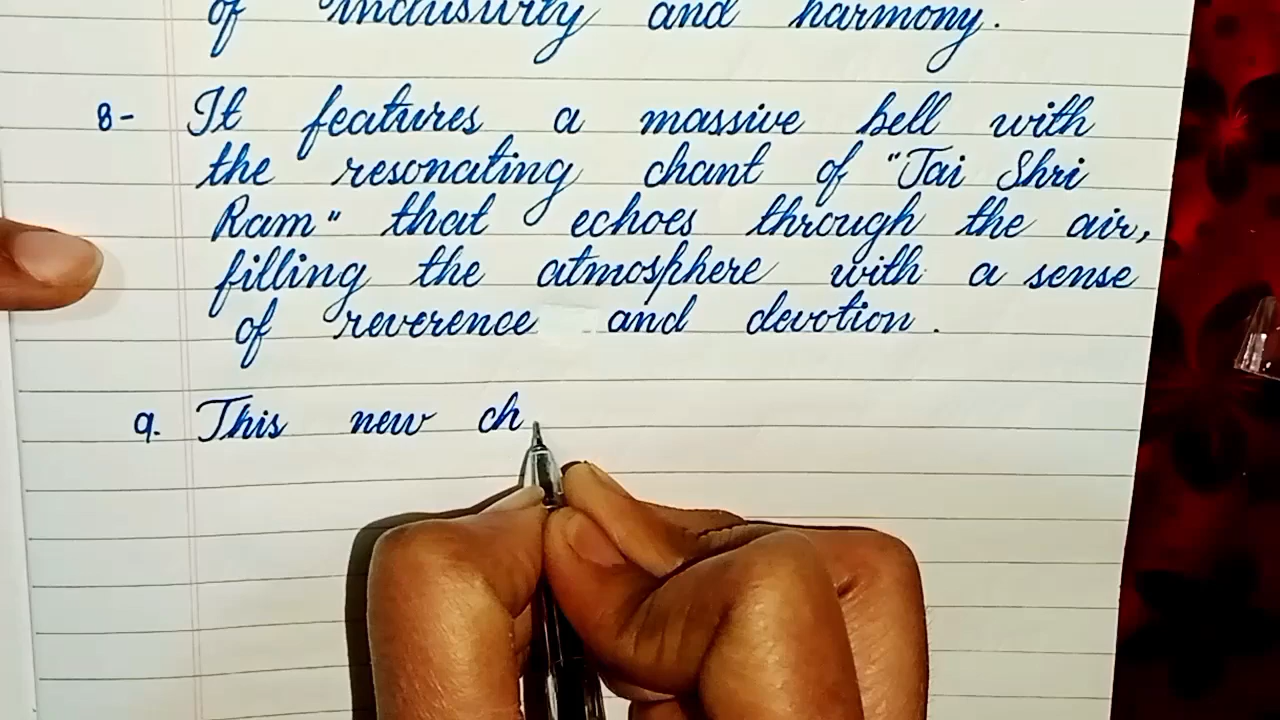 of inclusivity and harmony.
8- It features a massive bell with
the resonating chant of "Jai Shri
Ram" that echoes through the air,
filling the atmosphere with a sense
of reverence and devotion.
9. This new ch